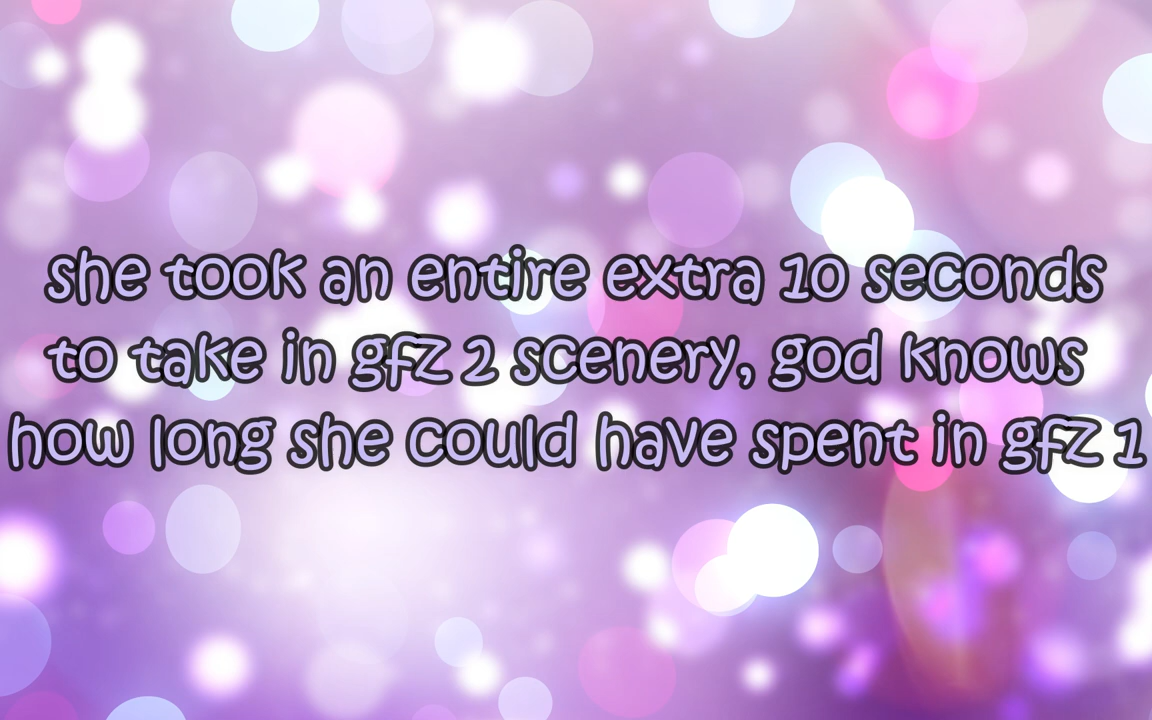 she took an entire extra 10 seconds
to take in gfz 2 scenery, god knows
how long she could have spent in gfz 1